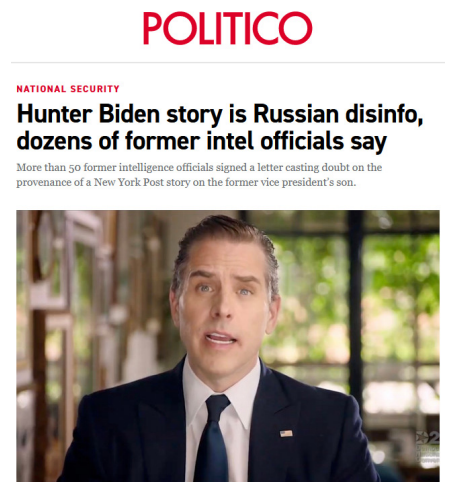 POLITICO
NATIONAL SECURITY
Hunter Biden story is Russian disinfo,
dozens of former intel officials say
More than 50 former intelligence officials signed a letter casting doubt on the
provenance of a New York Post story on the former vice president's son.